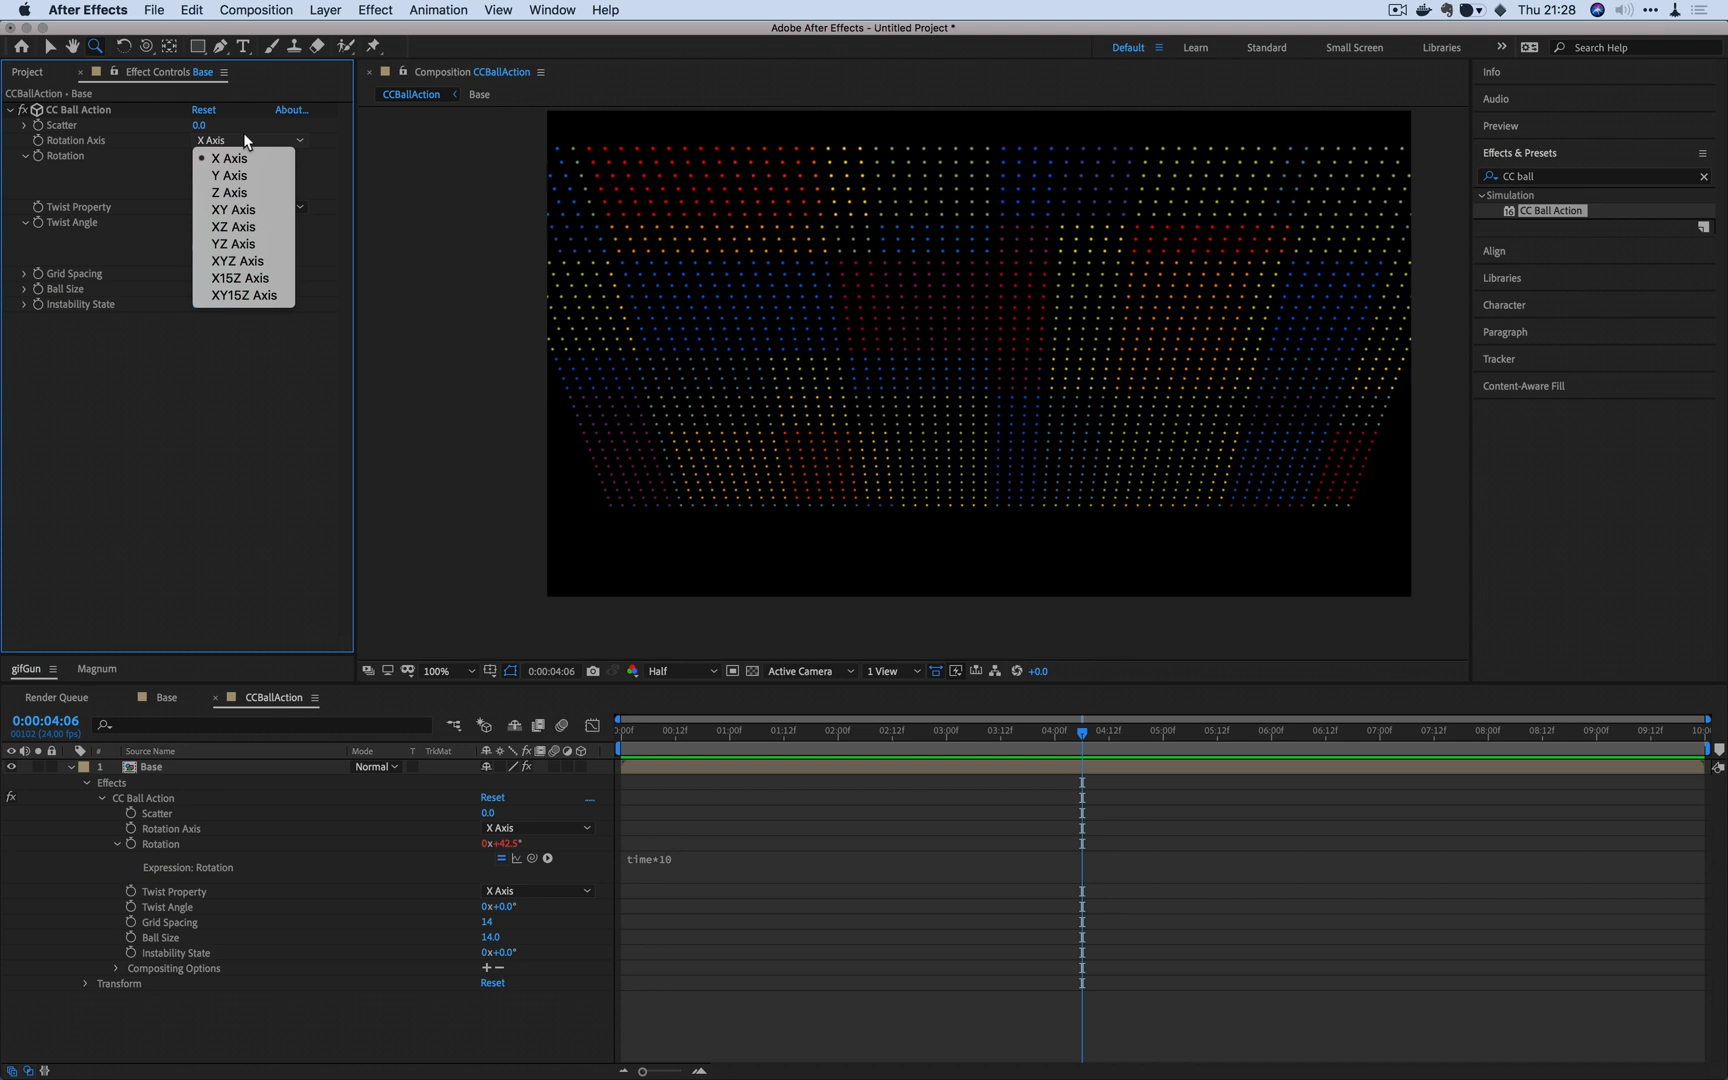 After Effects File Edit Composition Layer Effect Animation View Window Help Thu 21:28
Adobe After Effects - Untitled Project *
Default Learn Standard Small Screen Libraries Search Help
Project Effect Controls Base
CCBallAction • Base
fx CC Ball Action Reset About...
Scatter 0.0
Rotation Axis X Axis
Rotation
X Axis
Y Axis
Z Axis
XY Axis
XZ Axis
YZ Axis
XYZ Axis
X15Z Axis
XY15Z Axis
Twist Property
Twist Angle
Grid Spacing
Ball Size
Instability State
Composition CCBallAction
CCBallAction Base
Info
Audio
Preview
Effects & Presets
CC ball
Simulation
CC Ball Action
Align
Libraries
Character
Paragraph
Tracker
Content-Aware Fill
gifGun Magnum
100% 0:00:04:06 Half Active Camera 1 View +0.0
Render Queue Base CCBallAction
0:00:04:06
00102 (24.00 fps)
:00f 00:12f 01:00f 01:12f 02:00f 02:12f 03:00f 03:12f 04:00f 04:12f 05:00f 05:12f 06:00f 06:12f 07:00f 07:12f 08:00f 08:12f 09:00f 09:12f 10:0
# Source Name Mode T TrkMat fx
1 Base Normal fx
Effects
fx CC Ball Action Reset ...
Scatter 0.0
Rotation Axis X Axis
Rotation 0x+42.5°
Expression: Rotation time*10
Twist Property X Axis
Twist Angle 0x+0.0°
Grid Spacing 14
Ball Size 14.0
Instability State 0x+0.0°
Compositing Options + −
Transform Reset